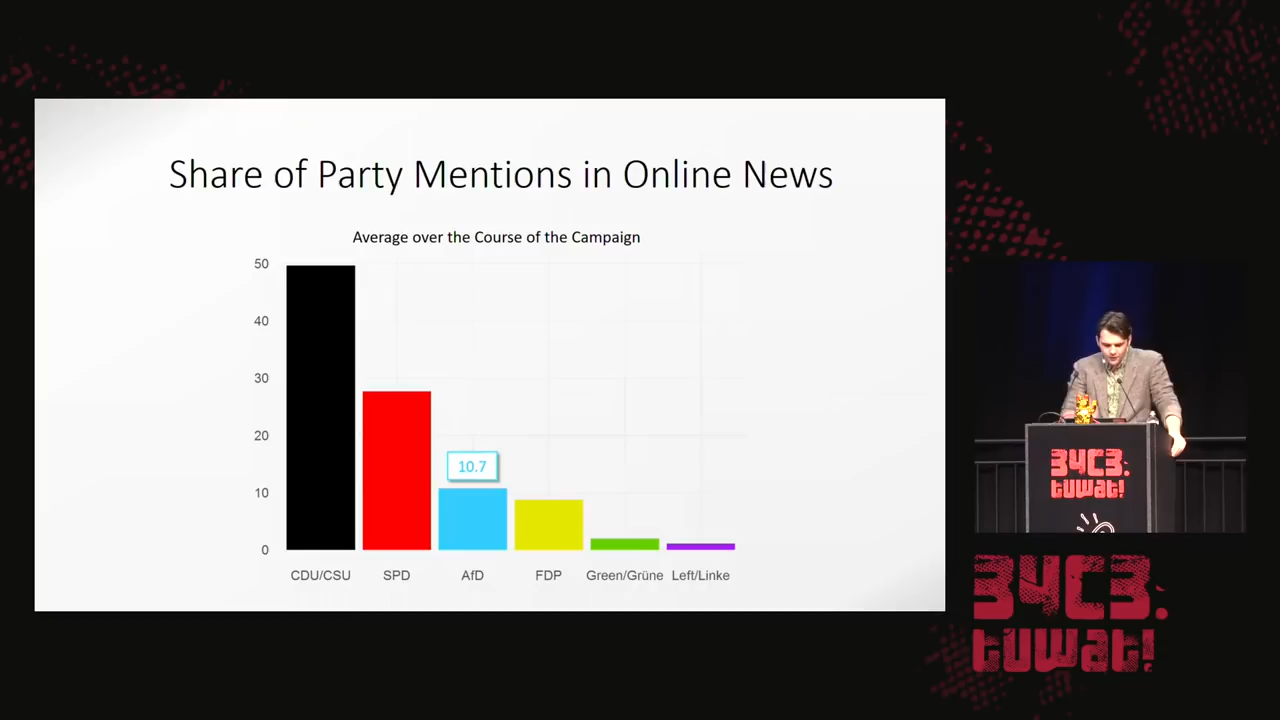 Share of Party Mentions in Online News
Average over the Course of the Campaign
50
40
30
20
10
0
10.7
CDU/CSU SPD AfD FDP Green/Grüne Left/Linke
34C3.
tuwat!
34C3.
tuwat!